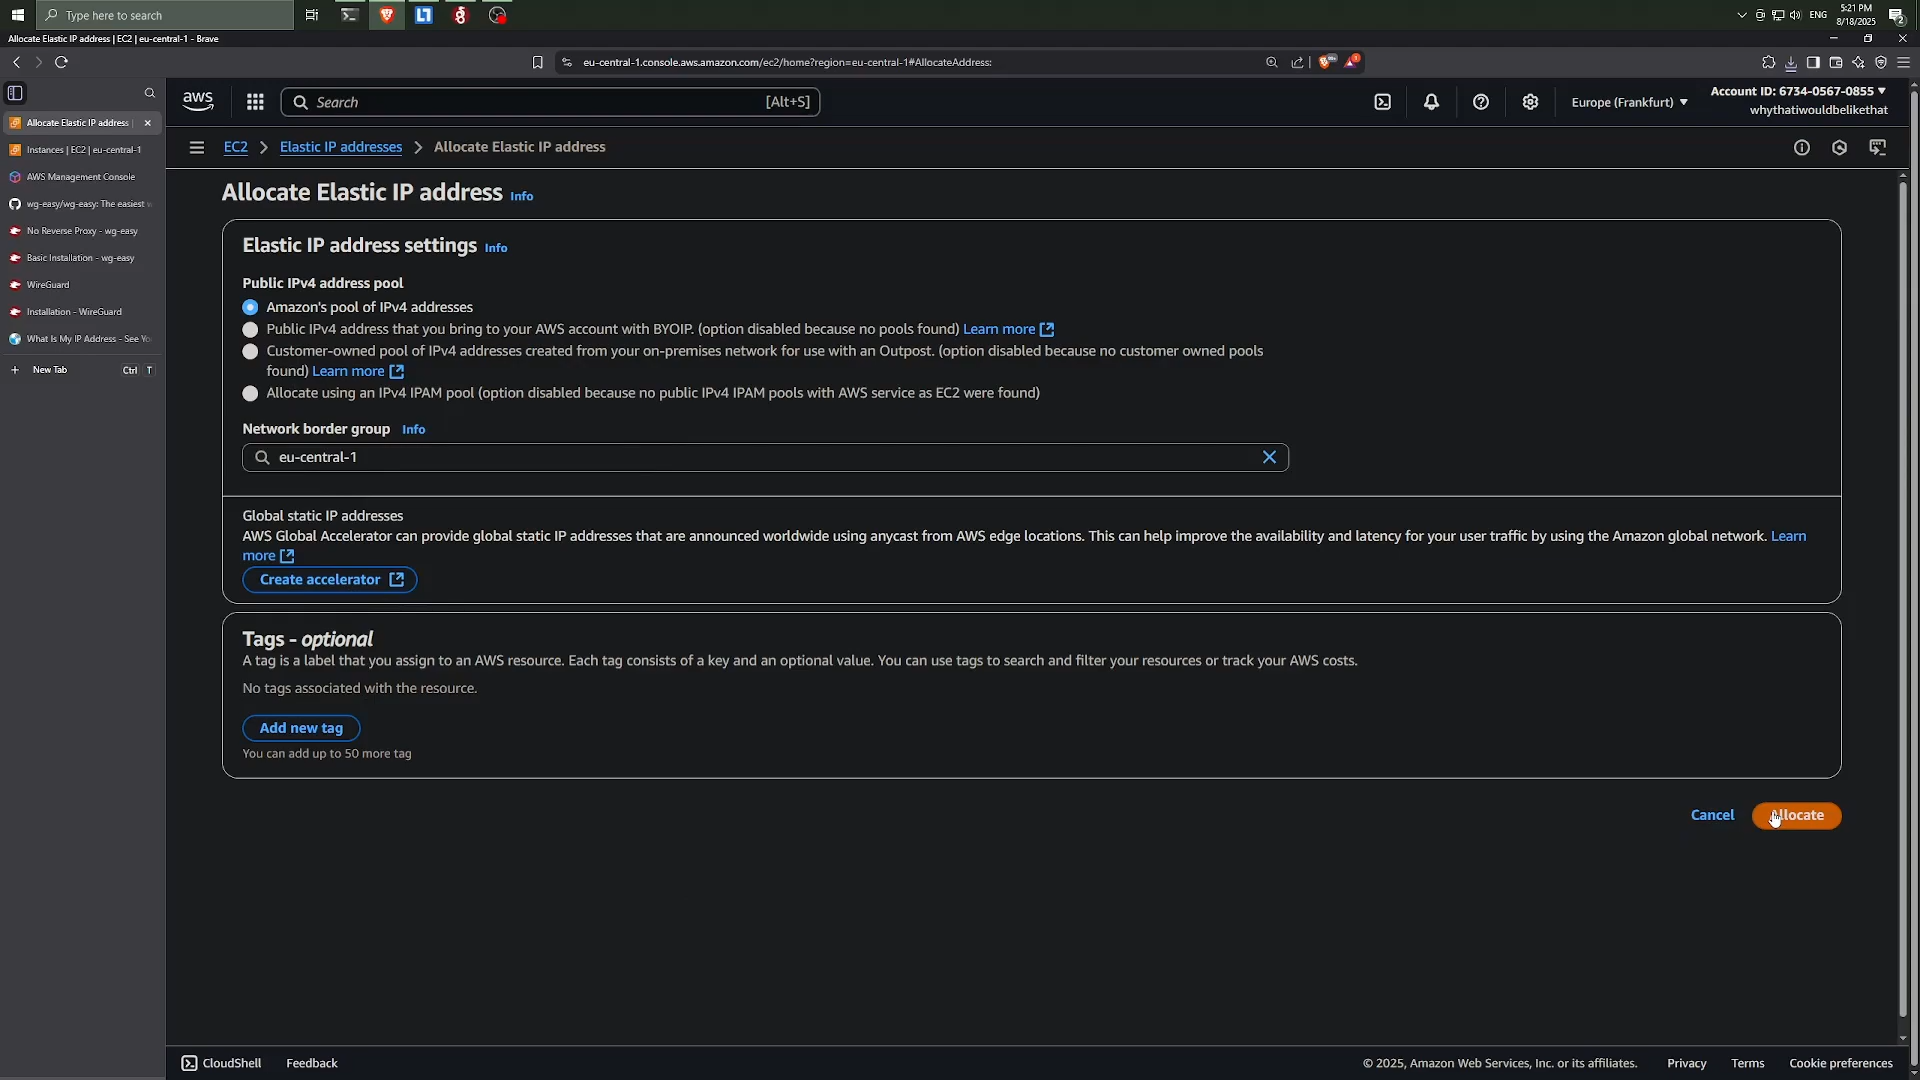 Type here to search
ENG
5:21 PM
8/18/2025
2
Allocate Elastic IP address | EC2 | eu-central-1 - Brave
eu-central-1.console.aws.amazon.com/ec2/home?region=eu-central-1#AllocateAddress:
Allocate Elastic IP address |
Instances | EC2 | eu-central-1
AWS Management Console
wg-easy/wg-easy: The easiest w
No Reverse Proxy - wg-easy
Basic Installation - wg-easy
WireGuard
Installation - WireGuard
What Is My IP Address - See Yo
New Tab
Ctrl T
aws
Search
[Alt+S]
Europe (Frankfurt)
Account ID: 6734-0567-0855
whythatiwouldbelikethat
EC2 > Elastic IP addresses > Allocate Elastic IP address
Allocate Elastic IP address Info
Elastic IP address settings Info
Public IPv4 address pool
Amazon's pool of IPv4 addresses
Public IPv4 address that you bring to your AWS account with BYOIP. (option disabled because no pools found) Learn more
Customer-owned pool of IPv4 addresses created from your on-premises network for use with an Outpost. (option disabled because no customer owned pools
found) Learn more
Allocate using an IPv4 IPAM pool (option disabled because no public IPv4 IPAM pools with AWS service as EC2 were found)
Network border group Info
eu-central-1
Global static IP addresses
AWS Global Accelerator can provide global static IP addresses that are announced worldwide using anycast from AWS edge locations. This can help improve the availability and latency for your user traffic by using the Amazon global network. Learn
more
Create accelerator
Tags - optional
A tag is a label that you assign to an AWS resource. Each tag consists of a key and an optional value. You can use tags to search and filter your resources or track your AWS costs.
No tags associated with the resource.
Add new tag
You can add up to 50 more tag
Cancel
Allocate
CloudShell
Feedback
© 2025, Amazon Web Services, Inc. or its affiliates.
Privacy
Terms
Cookie preferences